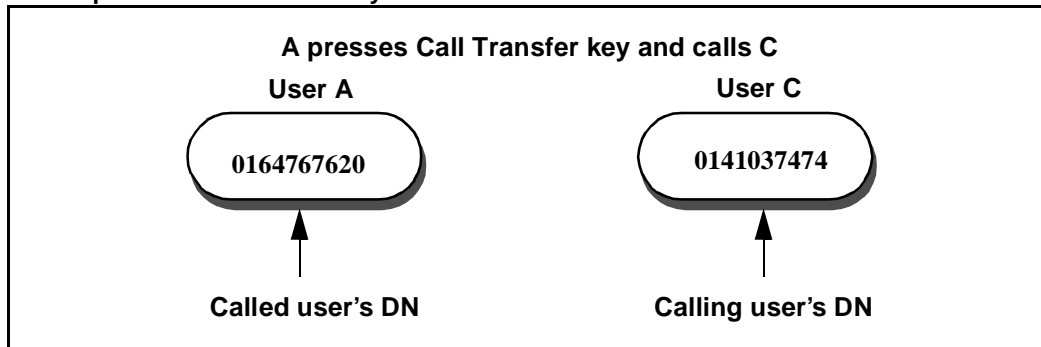 A presses Call Transfer key and calls C
User A User C
0164767620 0141037474
Called user's DN Calling user's DN